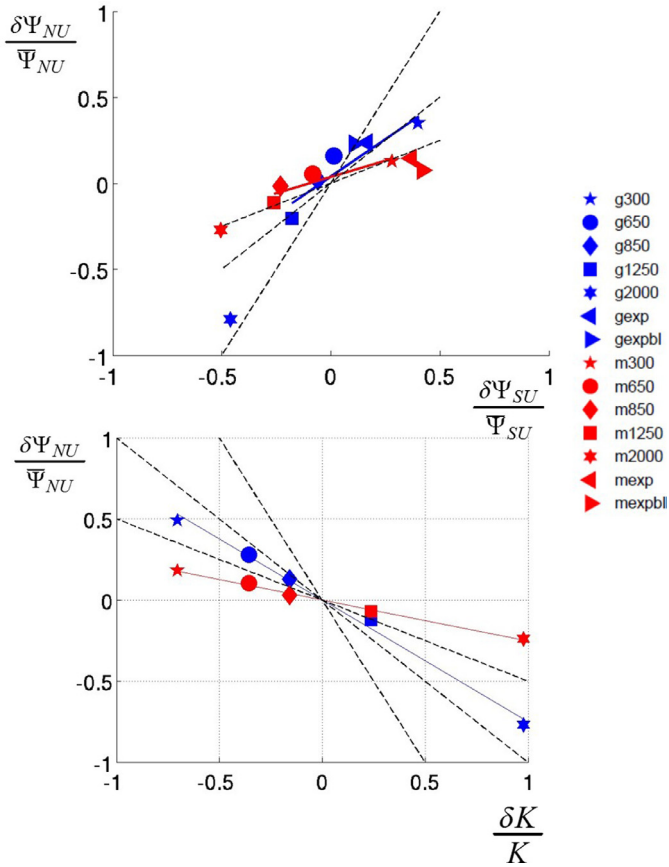 δΨ_NU
Ψ̅_NU
1
0.5
0
-0.5
-1
-1 -0.5 0 0.5 1
δΨ_SU
Ψ̅_SU
g300
g650
g850
g1250
g2000
gexp
gexpbl
m300
m650
m850
m1250
m2000
mexp
mexpbl
δΨ_NU
Ψ̅_NU
1
0.5
0
-0.5
-1
-1 -0.5 0 0.5 1
δK
K